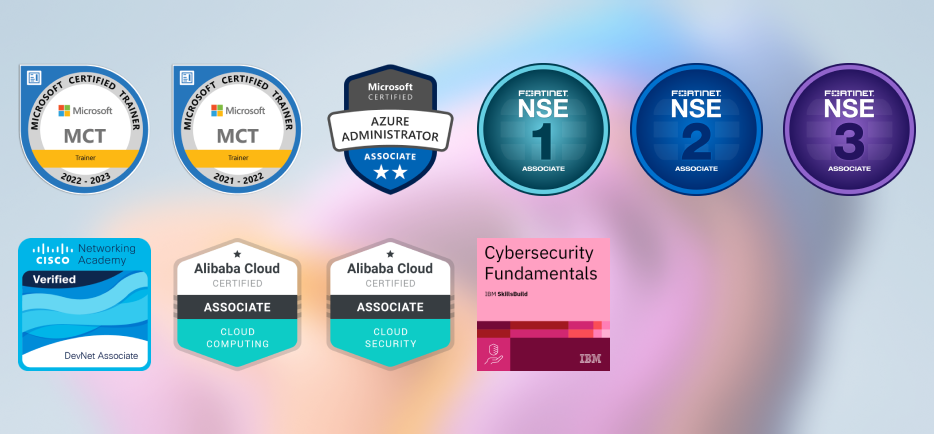 MICROSOFT CERTIFIED TRAINER
Microsoft
MCT
Trainer
2022 - 2023
MICROSOFT CERTIFIED TRAINER
Microsoft
MCT
Trainer
2021 - 2022
Microsoft
CERTIFIED
AZURE
ADMINISTRATOR
ASSOCIATE
FORTINET
NSE
1
ASSOCIATE
FORTINET
NSE
2
ASSOCIATE
FORTINET
NSE
3
ASSOCIATE
CISCO
Networking
Academy
Verified
DevNet Associate
Alibaba Cloud
CERTIFIED
ASSOCIATE
CLOUD
COMPUTING
Alibaba Cloud
CERTIFIED
ASSOCIATE
CLOUD
SECURITY
Cybersecurity
Fundamentals
IBM SkillsBuild
IBM